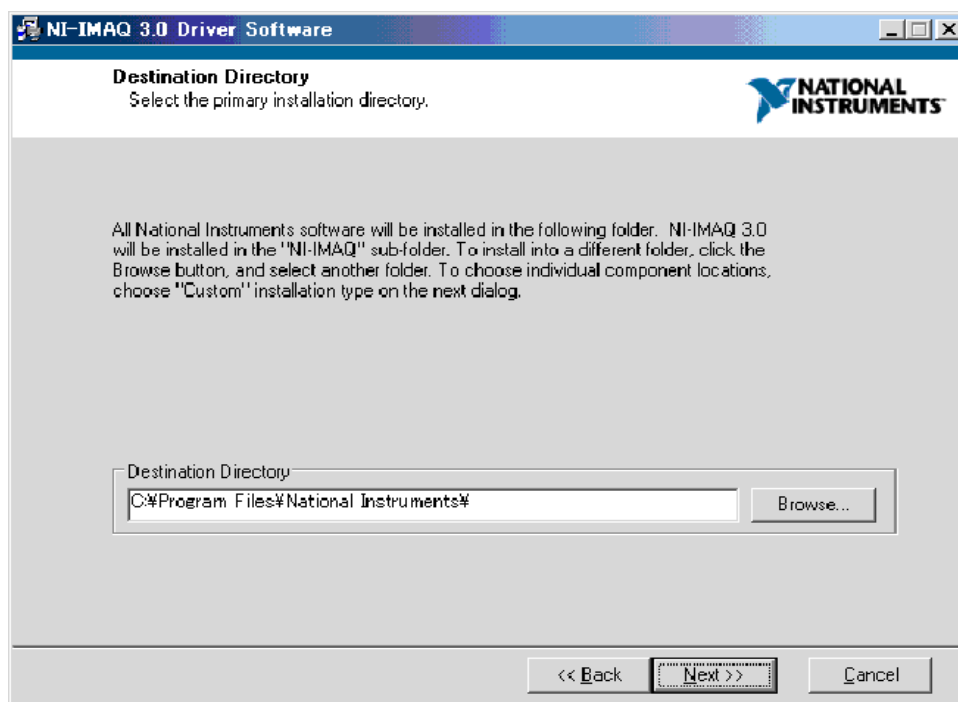 NI-IMAQ 3.0 Driver Software
Destination Directory
Select the primary installation directory.
NATIONAL
INSTRUMENTS™
All National Instruments software will be installed in the following folder. NI-IMAQ 3.0
will be installed in the "NI-IMAQ" sub-folder. To install into a different folder, click the
Browse button, and select another folder. To choose individual component locations,
choose "Custom" installation type on the next dialog.
Destination Directory
C:¥Program Files¥National Instruments¥
Browse...
<< Back
Next >>
Cancel